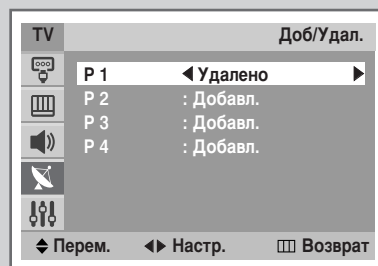 TV Доб/Удал.
P 1 ◀ Удалено ▶
P 2 : Добавл.
P 3 : Добавл.
P 4 : Добавл.
Перем. Настр. Возврат